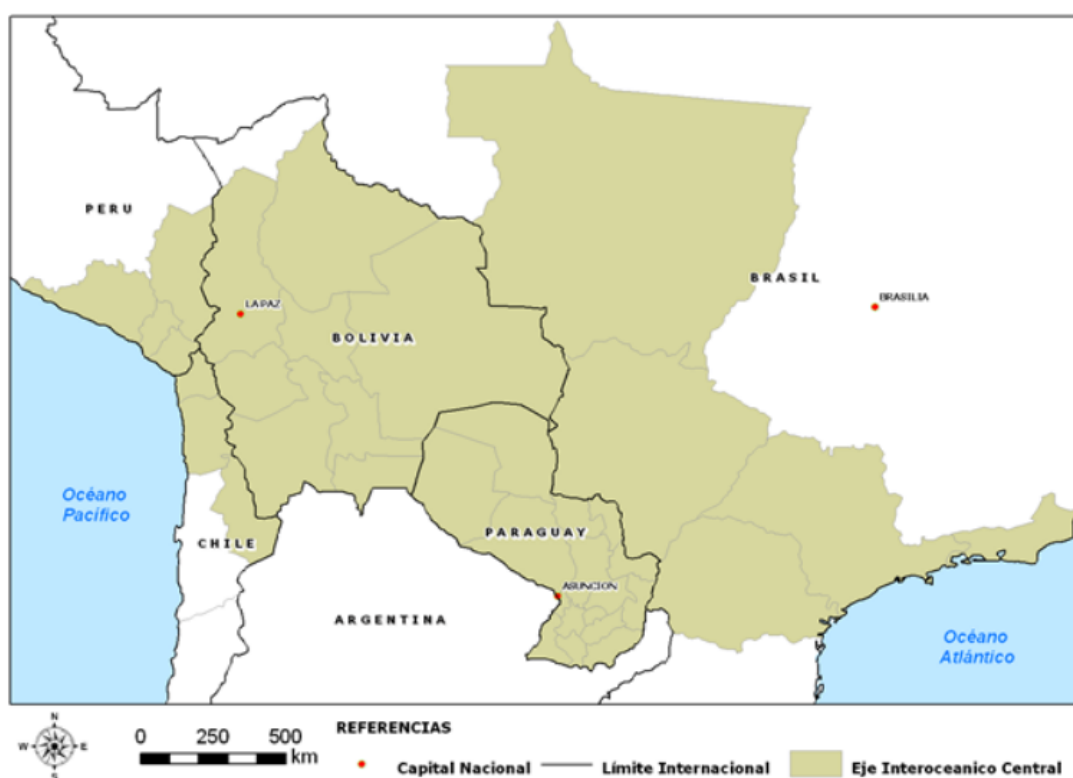 PERU
BRASIL
BRASILIA
LA PAZ
BOLIVIA
Océano
Pacífico
PARAGUAY
CHILE
ASUNCION
ARGENTINA
Océano
Atlántico
N
W
E
S
0 250 500
km
REFERENCIAS
Capital Nacional
Límite Internacional
Eje Interoceanico Central